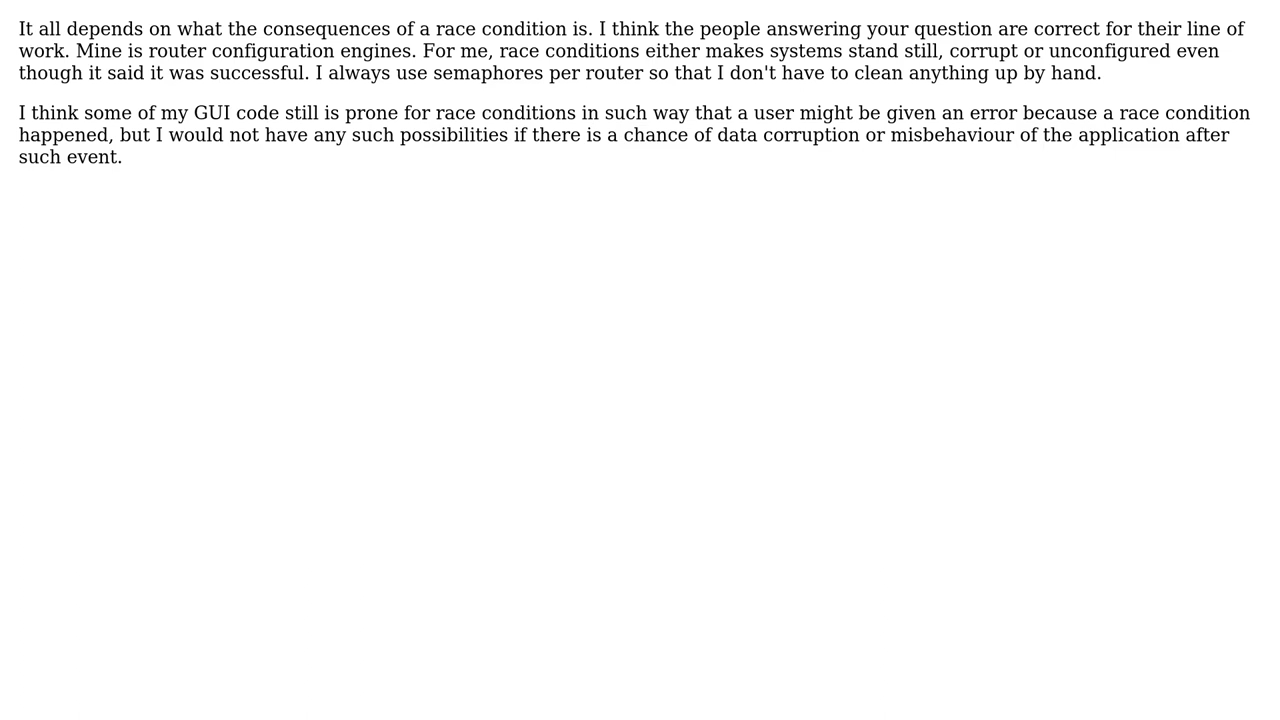 It all depends on what the consequences of a race condition is. I think the people answering your question are correct for their line of
work. Mine is router configuration engines. For me, race conditions either makes systems stand still, corrupt or unconfigured even
though it said it was successful. I always use semaphores per router so that I don't have to clean anything up by hand.
I think some of my GUI code still is prone for race conditions in such way that a user might be given an error because a race condition
happened, but I would not have any such possibilities if there is a chance of data corruption or misbehaviour of the application after
such event.